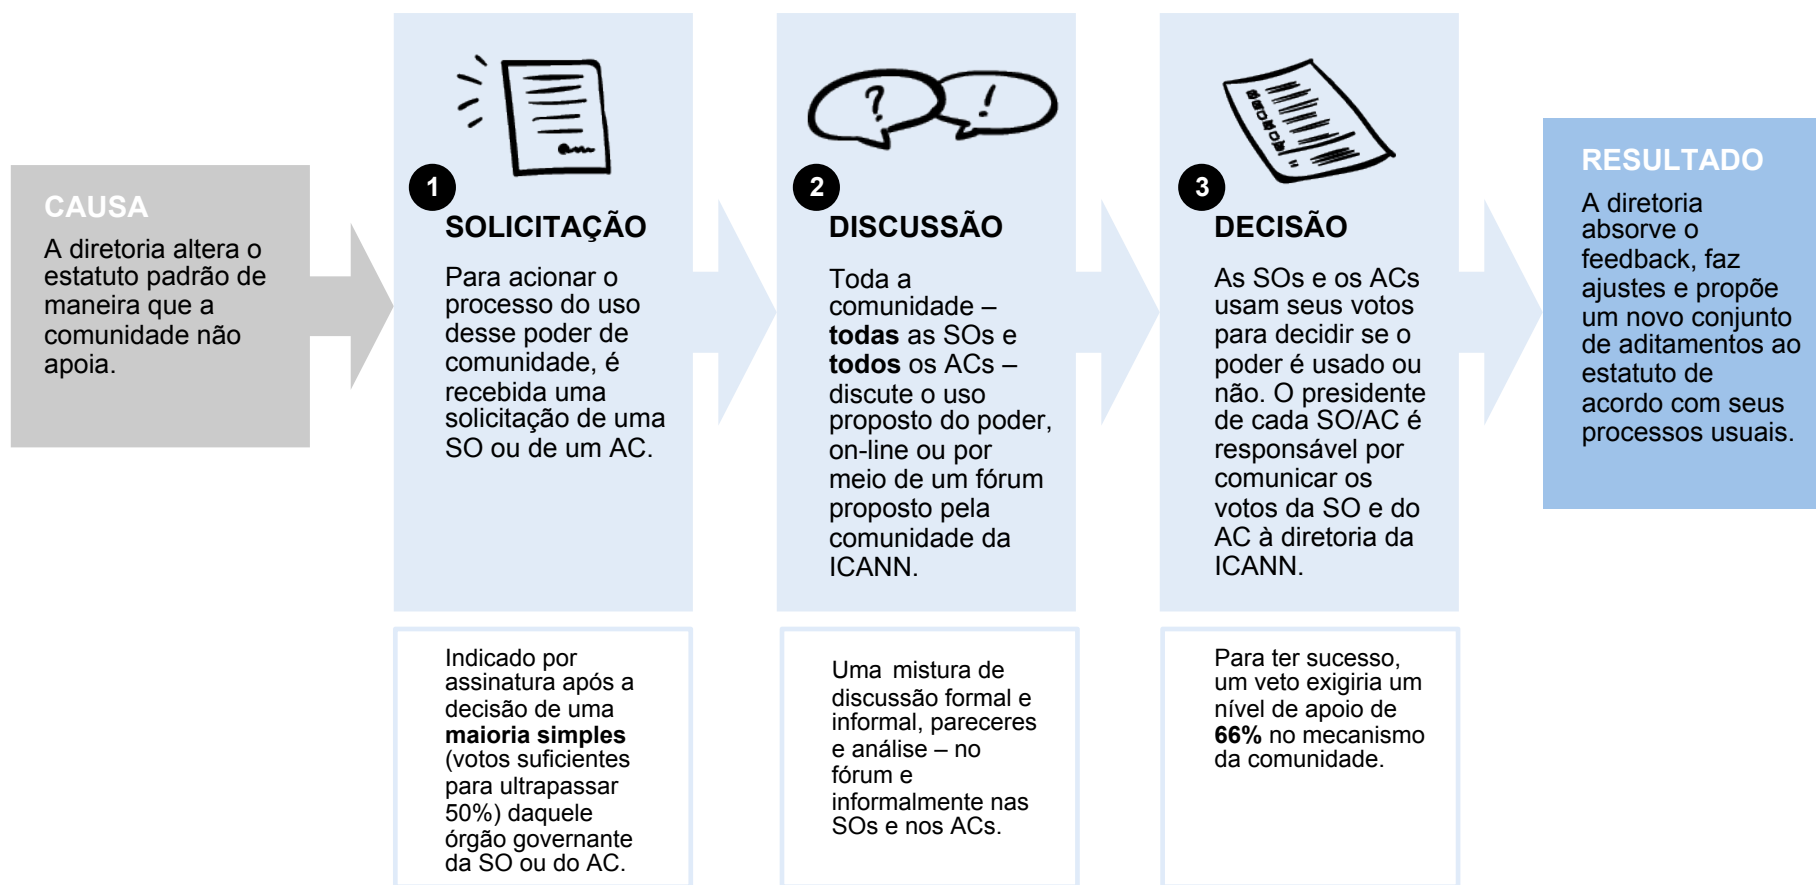 CAUSA
A diretoria altera o
estatuto padrão de
maneira que a
comunidade não
apoia.
1
SOLICITAÇÃO
Para acionar o
processo do uso
desse poder de
comunidade, é
recebida uma
solicitação de uma
SO ou de um AC.
Indicado por
assinatura após a
decisão de uma
maioria simples
(votos suficientes
para ultrapassar
50%) daquele
órgão governante
da SO ou do AC.
?
!
2
DISCUSSÃO
Toda a
comunidade –
todas as SOs e
todos os ACs –
discute o uso
proposto do poder,
on-line ou por
meio de um fórum
proposto pela
comunidade da
ICANN.
Uma mistura de
discussão formal e
informal, pareceres
e análise – no
fórum e
informalmente nas
SOs e nos ACs.
3
DECISÃO
As SOs e os ACs
usam seus votos
para decidir se o
poder é usado ou
não. O presidente
de cada SO/AC é
responsável por
comunicar os
votos da SO e do
AC à diretoria da
ICANN.
Para ter sucesso,
um veto exigiria um
nível de apoio de
66% no mecanismo
da comunidade.
RESULTADO
A diretoria
absorve o
feedback, faz
ajustes e propõe
um novo conjunto
de aditamentos ao
estatuto de
acordo com seus
processos usuais.